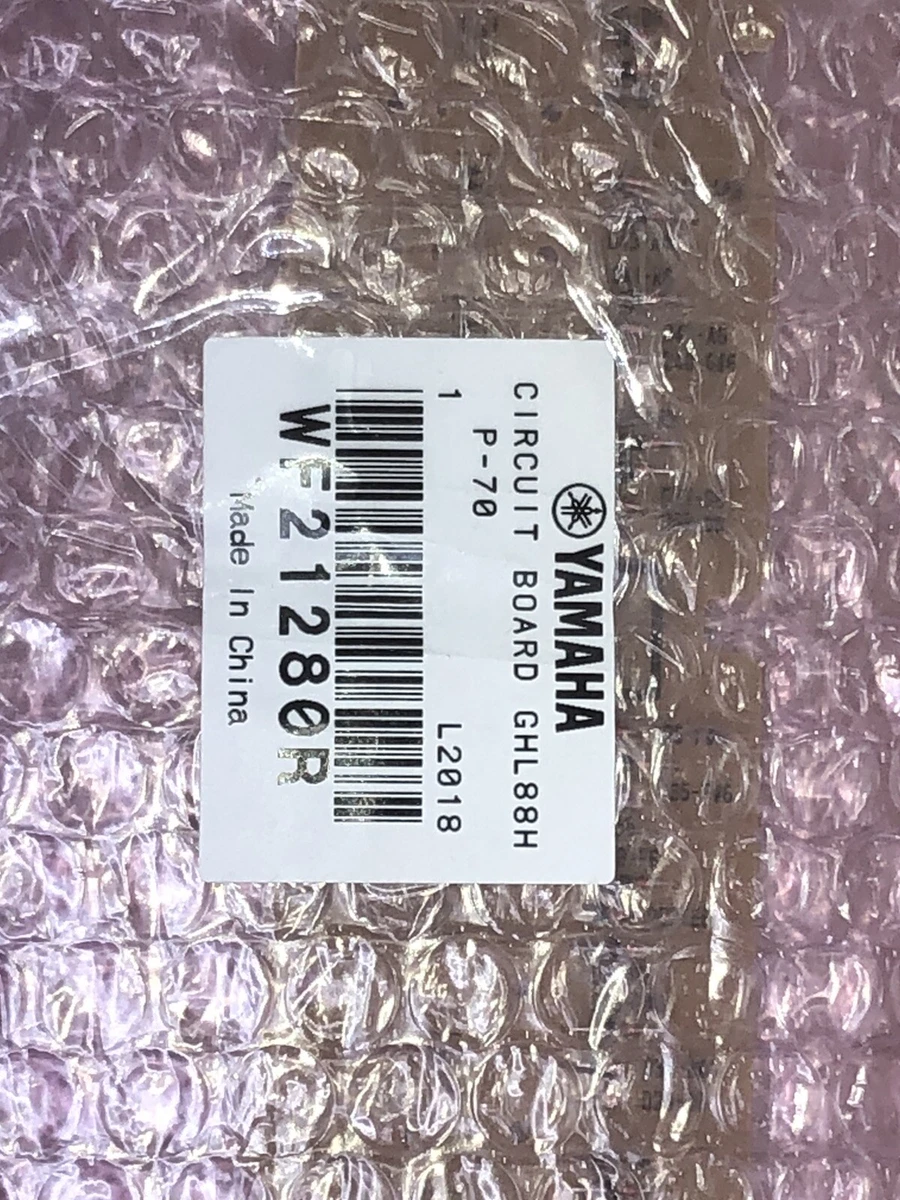 YAMAHA
CIRCUIT BOARD GHL88H
P-70
1 L2018
WF21280R
Made In China